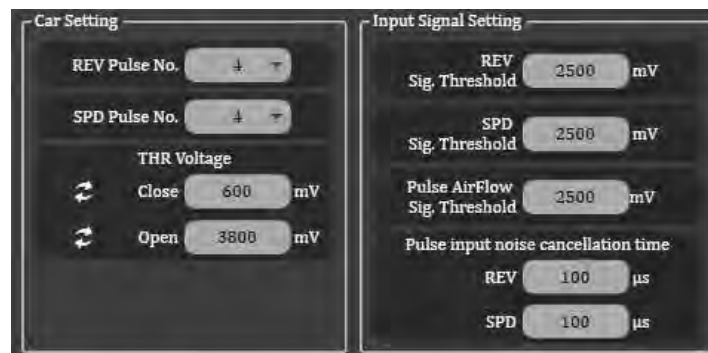 Car Setting
REV Pulse No. 4
SPD Pulse No. 4
THR Voltage
Close 600 mV
Open 3800 mV
Input Signal Setting
REV
Sig. Threshold 2500 mV
SPD
Sig. Threshold 2500 mV
Pulse AirFlow
Sig. Threshold 2500 mV
Pulse input noise cancellation time
REV 100 µs
SPD 100 µs